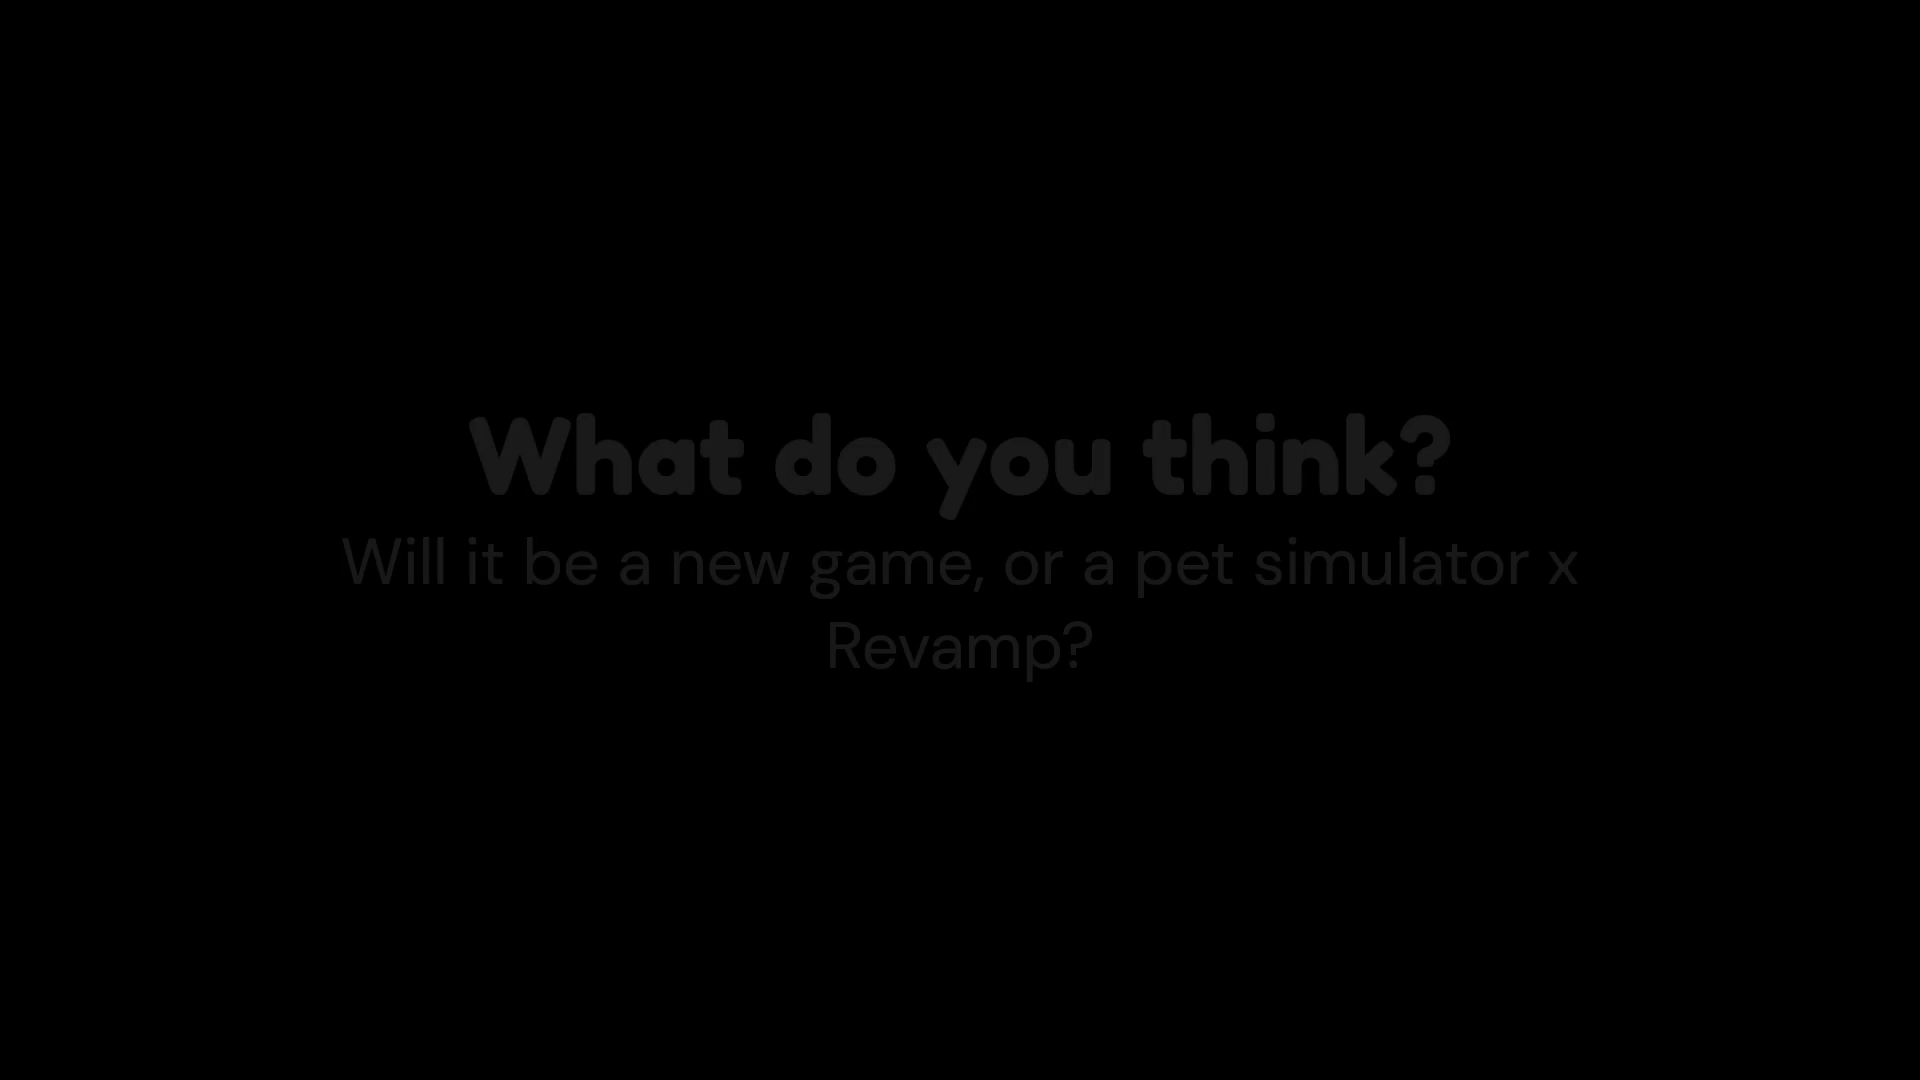 What do you think?
Will it be a new game, or a pet simulator x
Revamp?